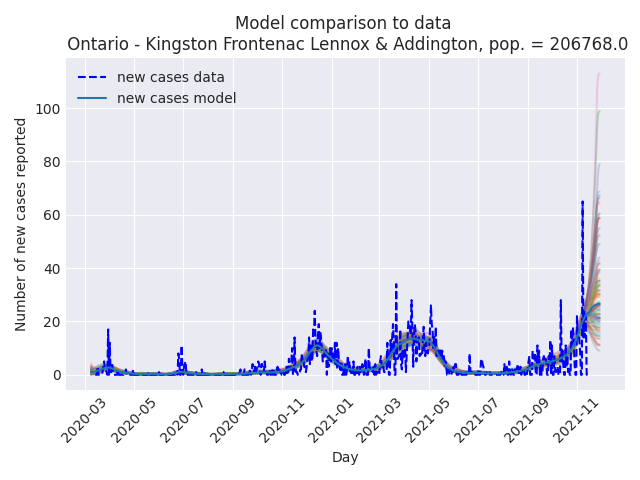 Model comparison to data
Ontario - Kingston Frontenac Lennox & Addington, pop. = 206768.0
new cases data
new cases model
Number of new cases reported
100
80
60
40
20
0
2020-03
2020-05
2020-07
2020-09
2020-11
2021-01
2021-03
2021-05
2021-07
2021-09
2021-11
Day